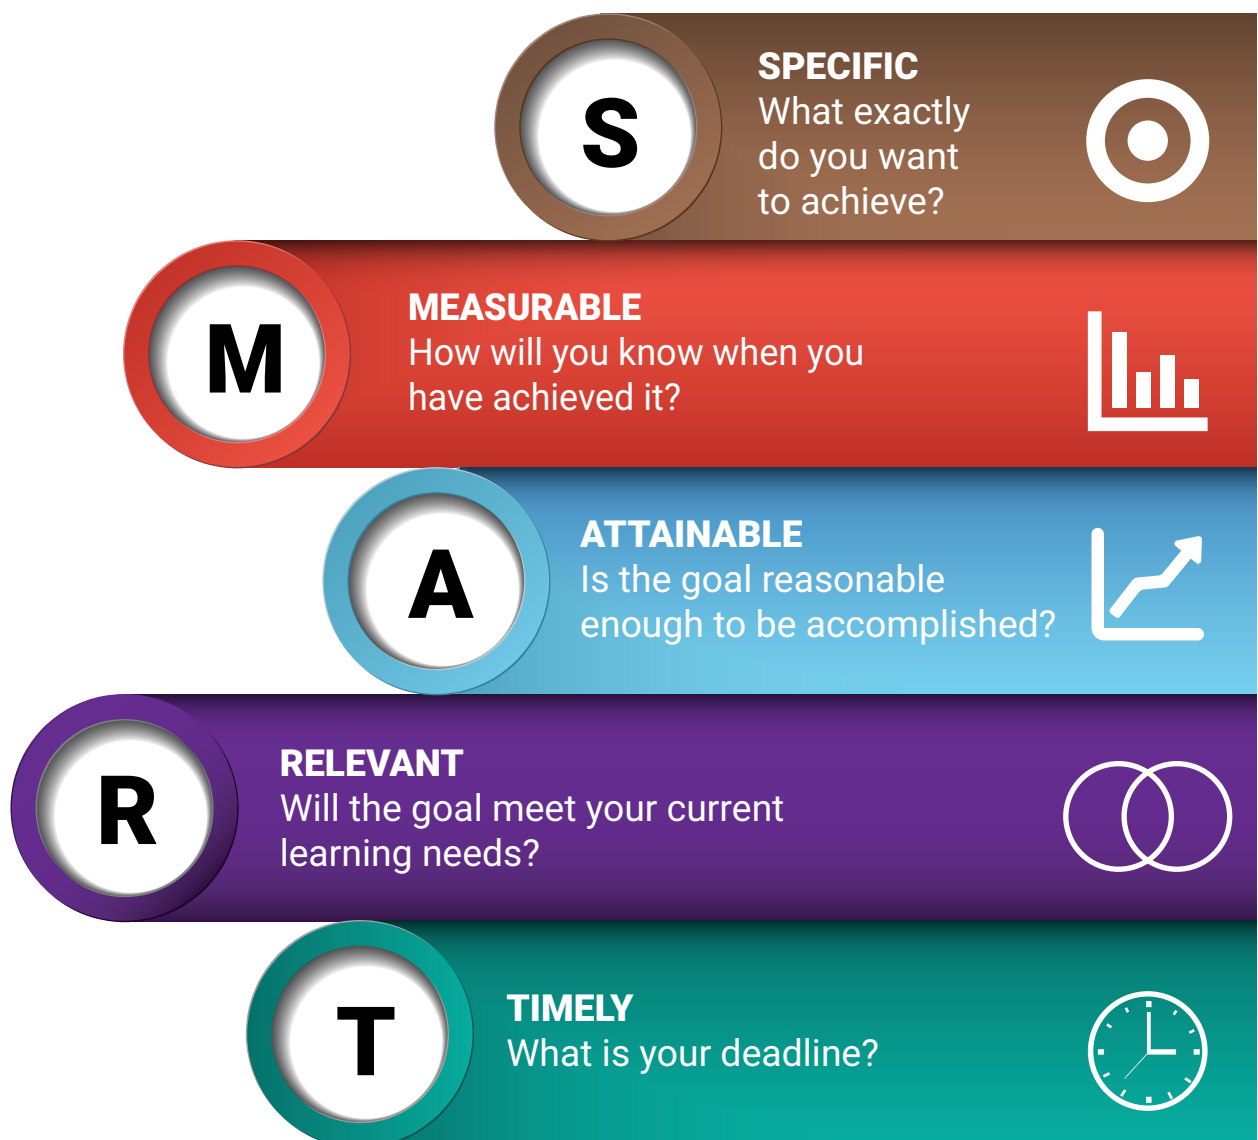 S
SPECIFIC
What exactly
do you want
to achieve?
M
MEASURABLE
How will you know when you
have achieved it?
A
ATTAINABLE
Is the goal reasonable
enough to be accomplished?
R
RELEVANT
Will the goal meet your current
learning needs?
T
TIMELY
What is your deadline?